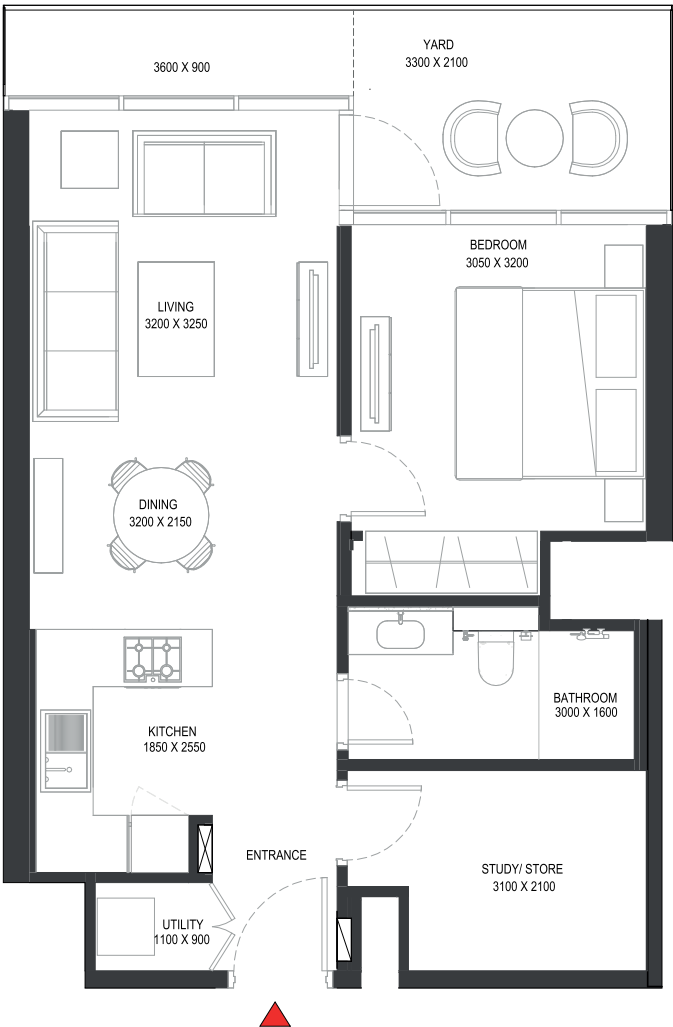 YARD
3300 X 2100
3600 X 900
BEDROOM
3050 X 3200
LIVING
3200 X 3250
DINING
3200 X 2150
BATHROOM
3000 X 1600
KITCHEN
1850 X 2550
ENTRANCE
STUDY/ STORE
3100 X 2100
UTILITY
1100 X 900